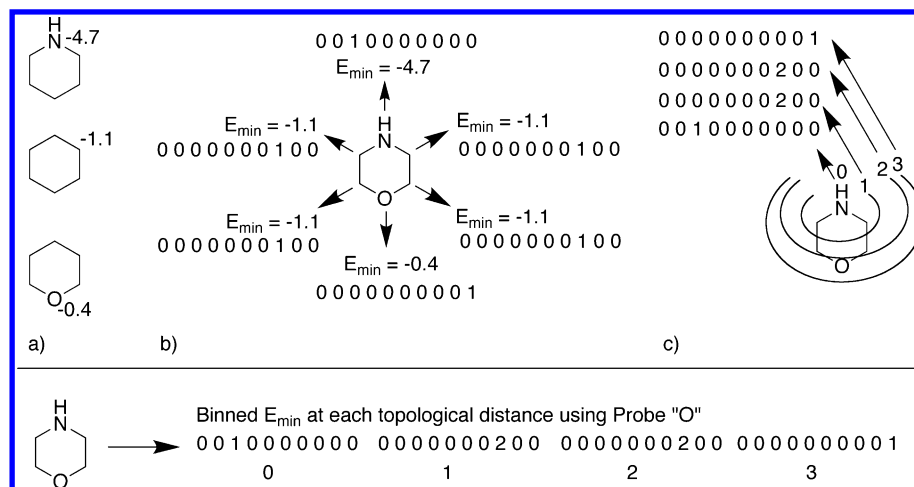 H
N -4.7
-1.1
O
-0.4
a)
0 0 1 0 0 0 0 0 0 0
Emin = -4.7
Emin = -1.1
0 0 0 0 0 0 0 1 0 0
H
N
Emin = -1.1
0 0 0 0 0 0 0 1 0 0
O
Emin = -1.1
0 0 0 0 0 0 0 1 0 0
Emin = -1.1
0 0 0 0 0 0 0 1 0 0
Emin = -0.4
0 0 0 0 0 0 0 0 0 1
b)
0 0 0 0 0 0 0 0 0 1
0 0 0 0 0 0 0 2 0 0
0 0 0 0 0 0 0 2 0 0
0 0 1 0 0 0 0 0 0 0
0 1 2 3
H
N
O
c)
H
N
O
Binned Emin at each topological distance using Probe "O"
0 0 1 0 0 0 0 0 0 0 0 0 0 0 0 0 0 2 0 0 0 0 0 0 0 0 0 2 0 0 0 0 0 0 0 0 0 0 0 1
0 1 2 3